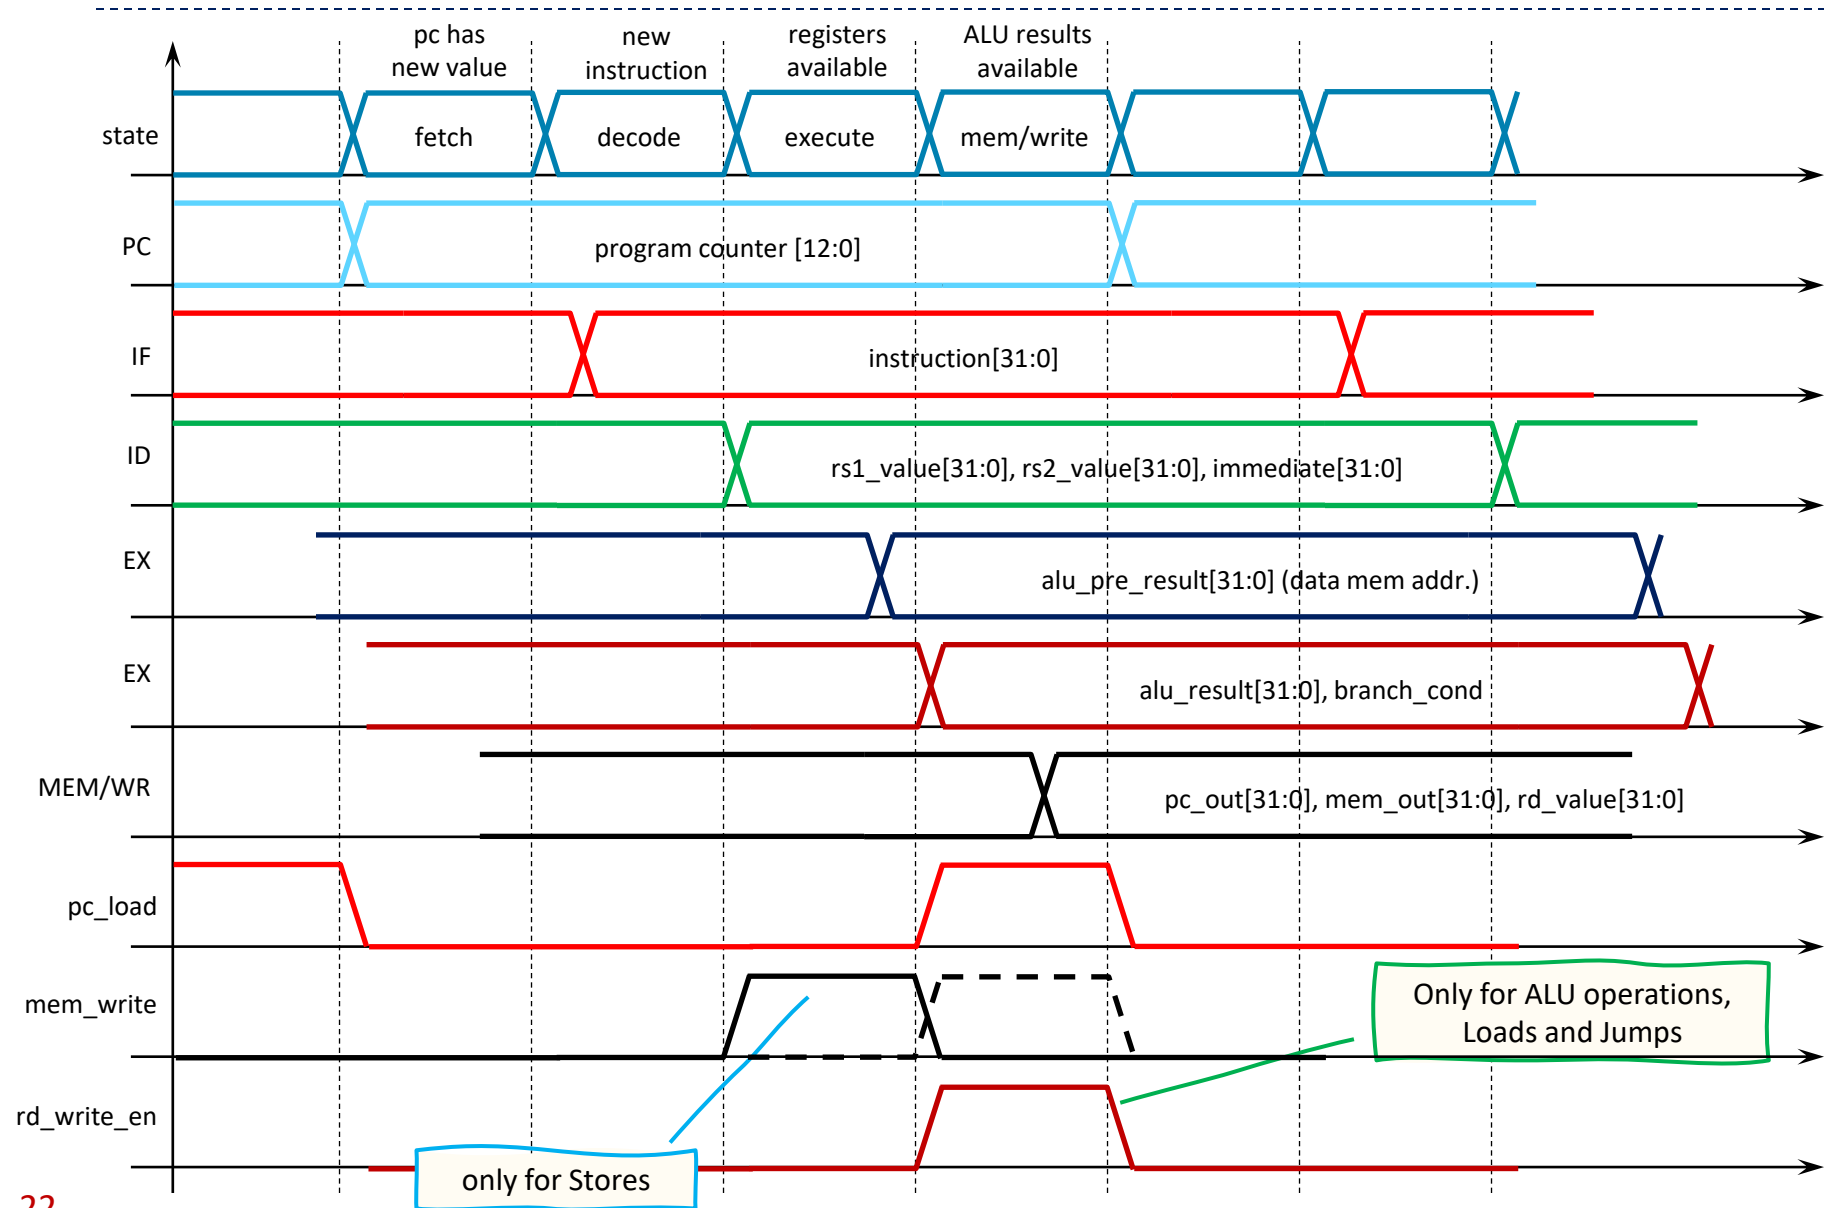 pc has
new value
new
instruction
registers
available
ALU results
available
state
fetch
decode
execute
mem/write
PC
program counter [12:0]
IF
instruction[31:0]
ID
rs1_value[31:0], rs2_value[31:0], immediate[31:0]
EX
alu_pre_result[31:0] (data mem addr.)
EX
alu_result[31:0], branch_cond
MEM/WR
pc_out[31:0], mem_out[31:0], rd_value[31:0]
pc_load
mem_write
Only for ALU operations,
Loads and Jumps
rd_write_en
only for Stores
22